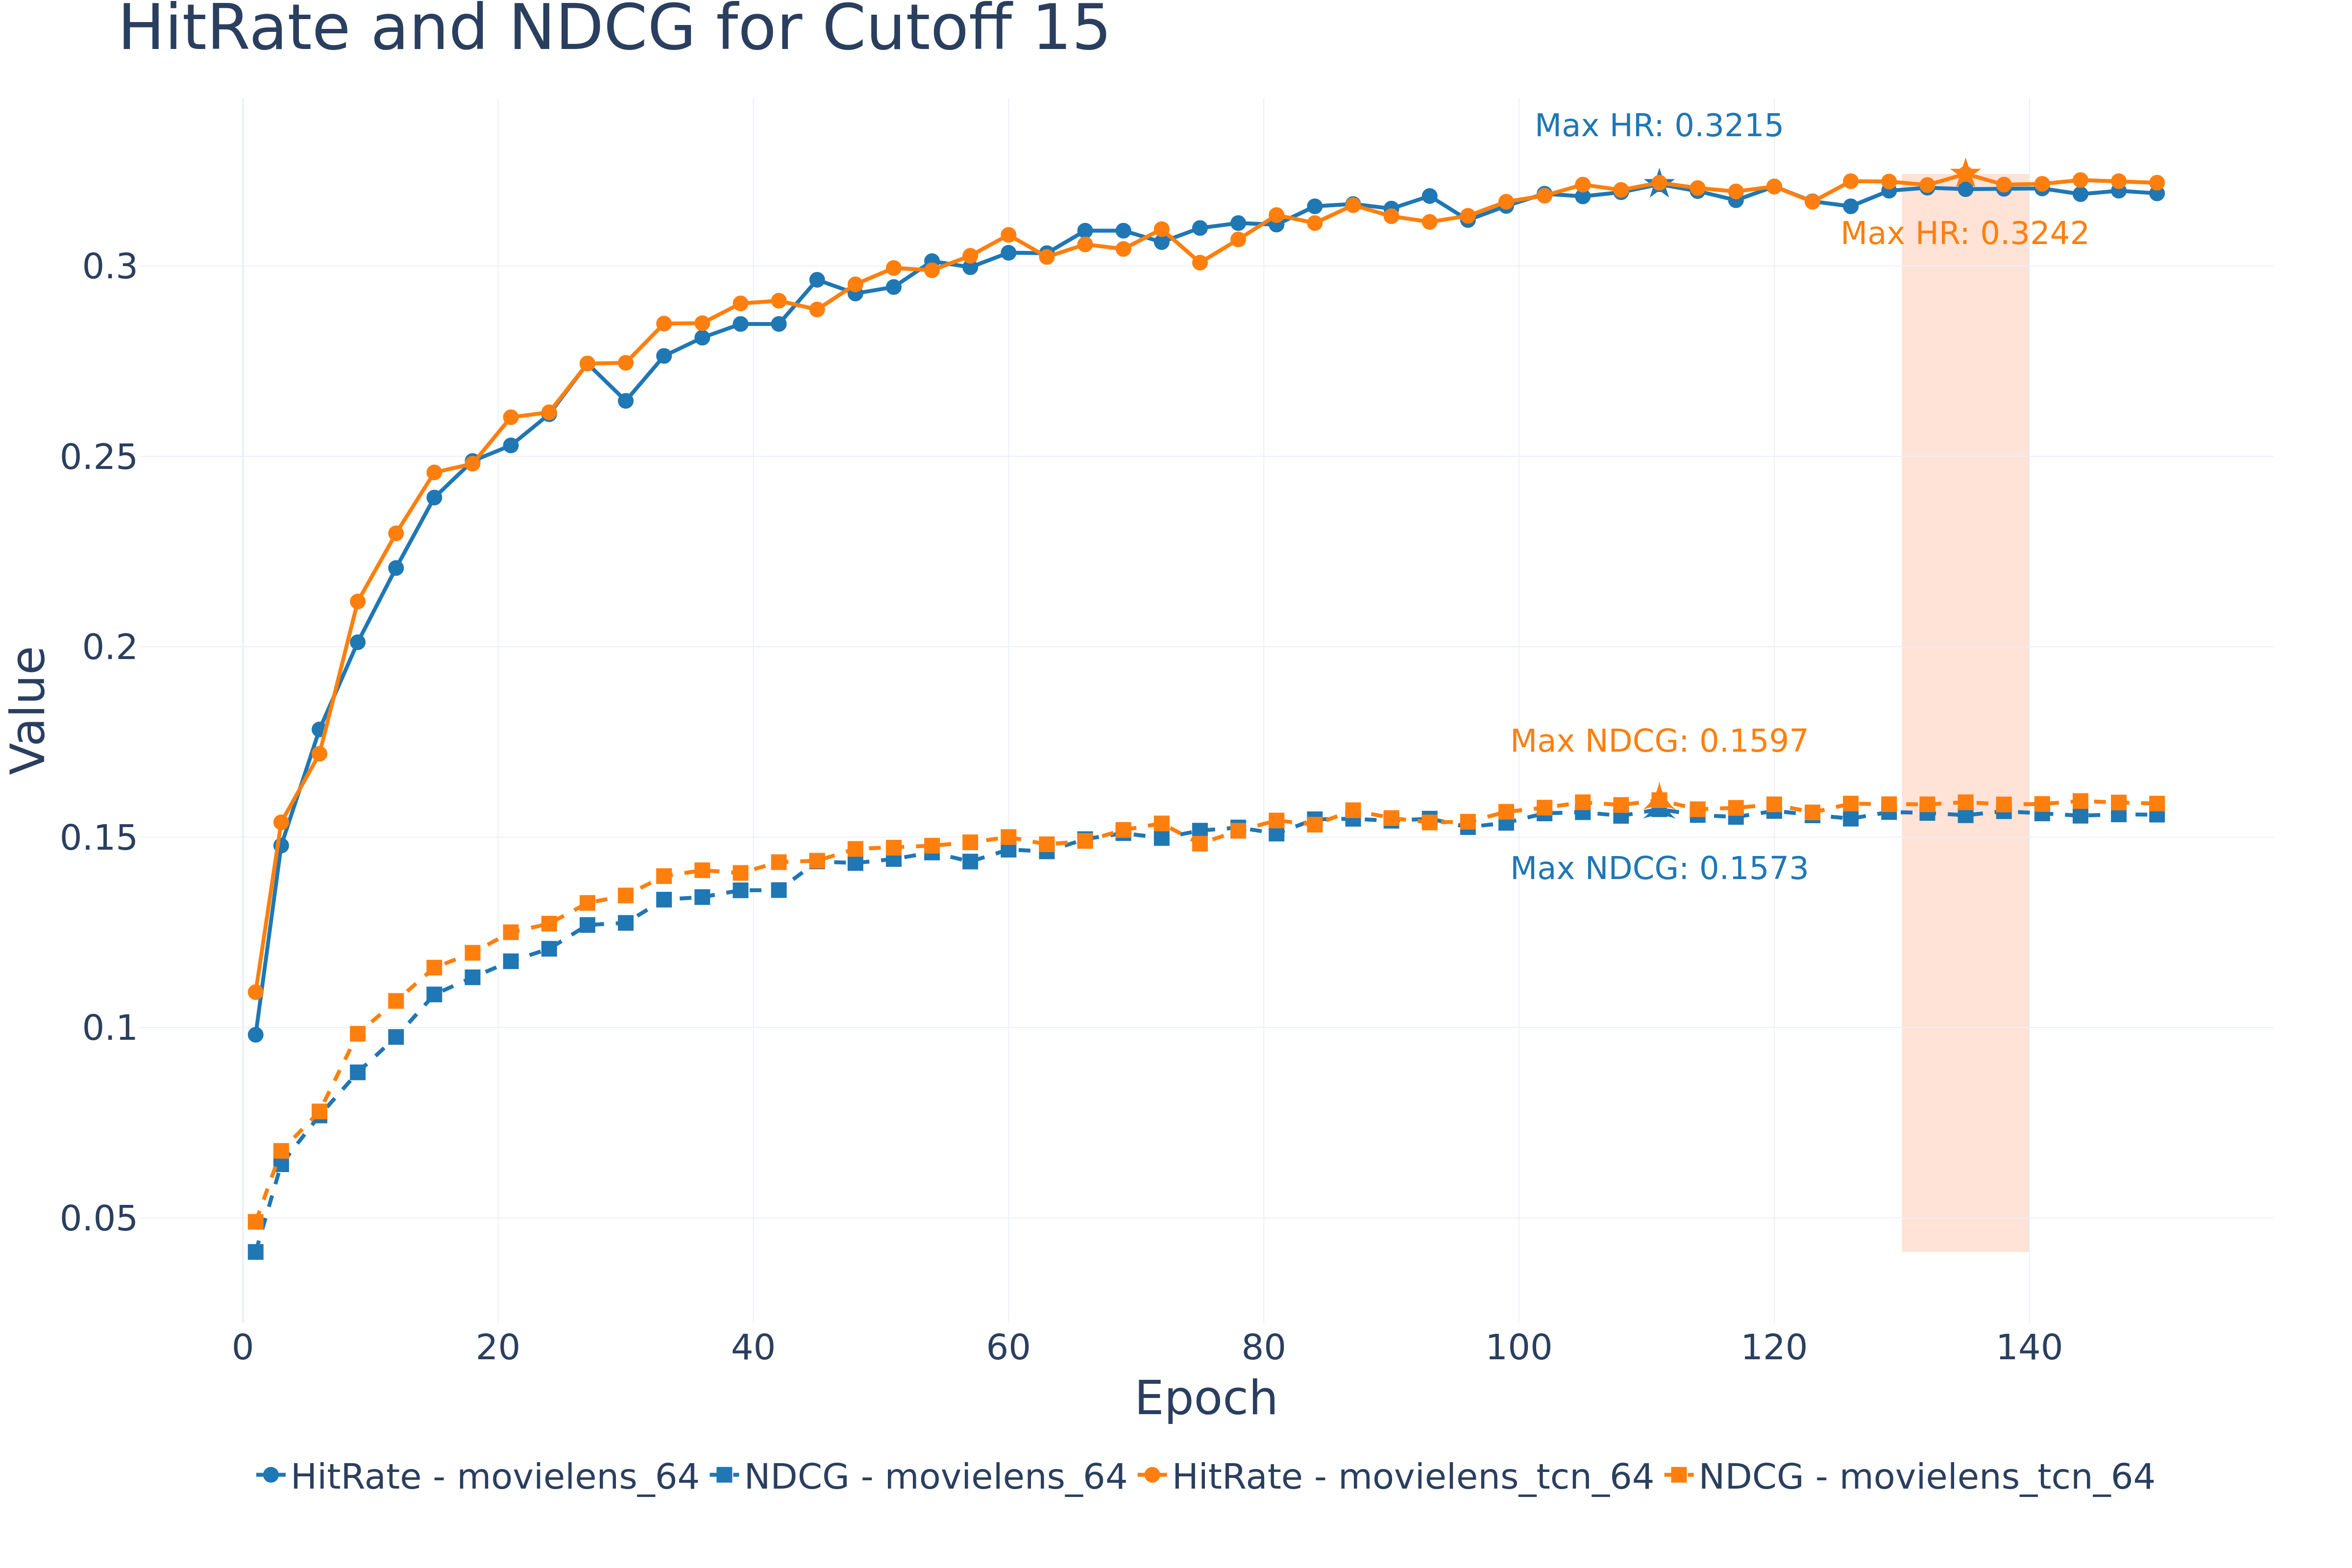 HitRate and NDCG for Cutoff 15
Max HR: 0.3215
Max HR: 0.3242
Max NDCG: 0.1597
Max NDCG: 0.1573
Value
0.3
0.25
0.2
0.15
0.1
0.05
0 20 40 60 80 100 120 140
Epoch
HitRate - movielens_64 NDCG - movielens_64 HitRate - movielens_tcn_64 NDCG - movielens_tcn_64